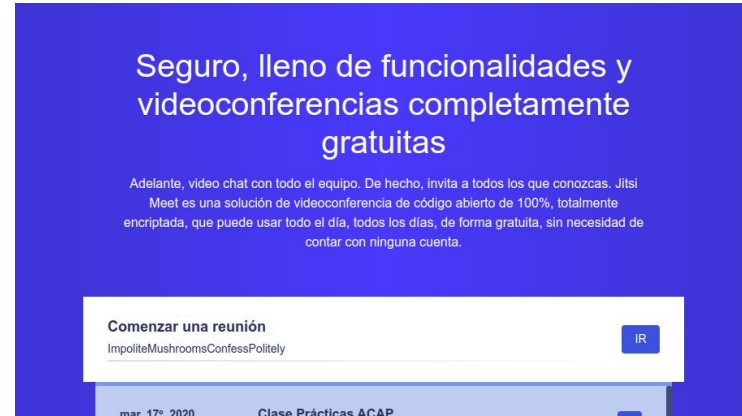 Seguro, lleno de funcionalidades y
videoconferencias completamente
gratuitas
Adelante, video chat con todo el equipo. De hecho, invita a todos los que conozcas. Jitsi
Meet es una solución de videoconferencia de código abierto de 100%, totalmente
encriptada, que puede usar todo el día, todos los días, de forma gratuita, sin necesidad de
contar con ninguna cuenta.
Comenzar una reunión
ImpoliteMushroomsConfessPolitely
IR
mar, 17º, 2020 Clase Prácticas ACAP